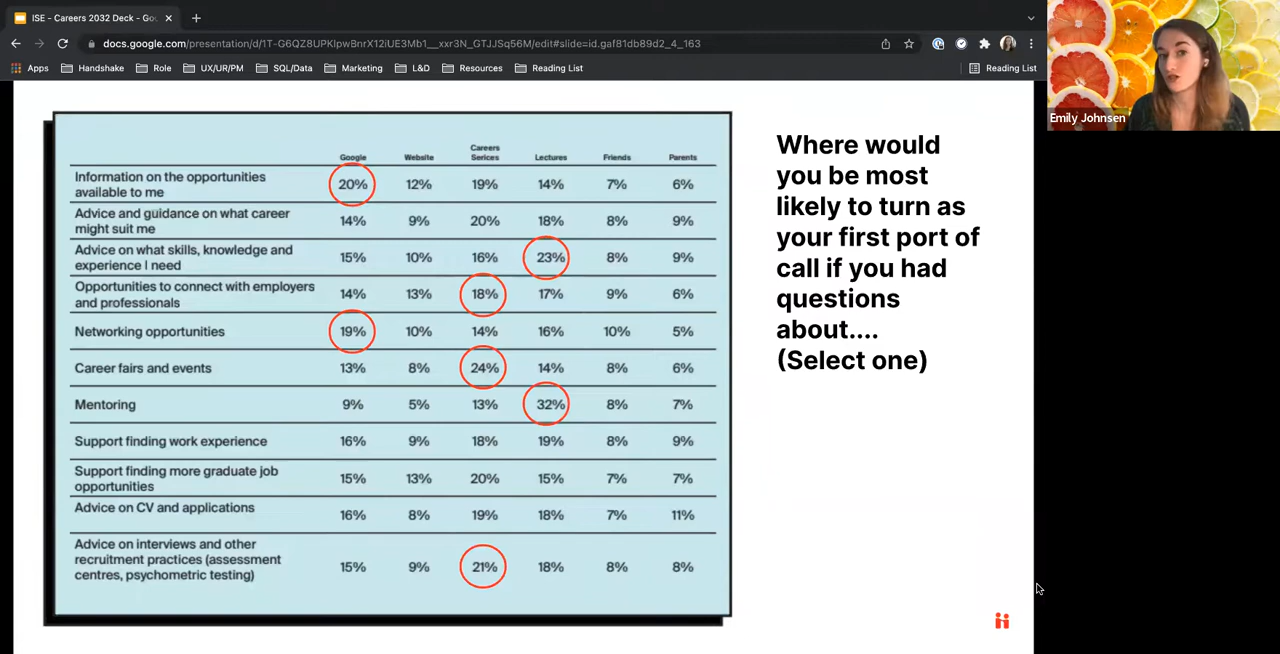 ISE - Careers 2032 Deck - Go
docs.google.com/presentation/d/1T-G6QZ8UPKIpwBnrX12iUE3Mb1__xxr3N_GTJJSq56M/edit#slide=id.gaf81db89d2_4_163
Apps Handshake Role UX/UR/PM SQL/Data Marketing L&D Resources Reading List Reading List
Emily Johnsen
Google Website Careers Serices Lectures Friends Parents
Information on the opportunities
available to me 20% 12% 19% 14% 7% 6%
Advice and guidance on what career
might suit me 14% 9% 20% 18% 8% 9%
Advice on what skills, knowledge and
experience I need 15% 10% 16% 23% 8% 9%
Opportunities to connect with employers
and professionals 14% 13% 18% 17% 9% 6%
Networking opportunities 19% 10% 14% 16% 10% 5%
Career fairs and events 13% 8% 24% 14% 8% 6%
Mentoring 9% 5% 13% 32% 8% 7%
Support finding work experience 16% 9% 18% 19% 8% 9%
Support finding more graduate job
opportunities 15% 13% 20% 15% 7% 7%
Advice on CV and applications 16% 8% 19% 18% 7% 11%
Advice on interviews and other
recruitment practices (assessment
centres, psychometric testing) 15% 9% 21% 18% 8% 8%
Where would
you be most
likely to turn as
your first port of
call if you had
questions
about....
(Select one)